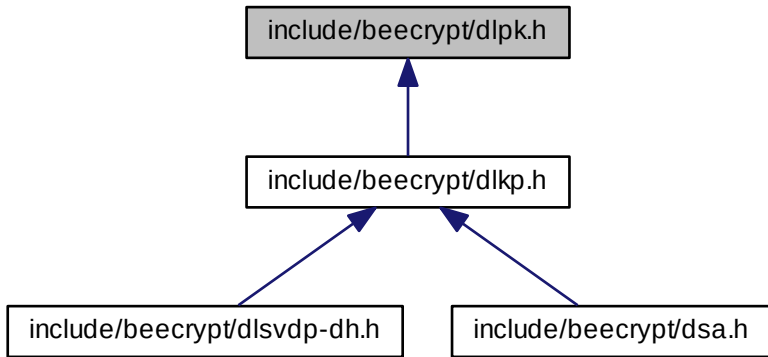 include/beecrypt/dlpk.h
include/beecrypt/dlkp.h
include/beecrypt/dlsvdp-dh.h
include/beecrypt/dsa.h